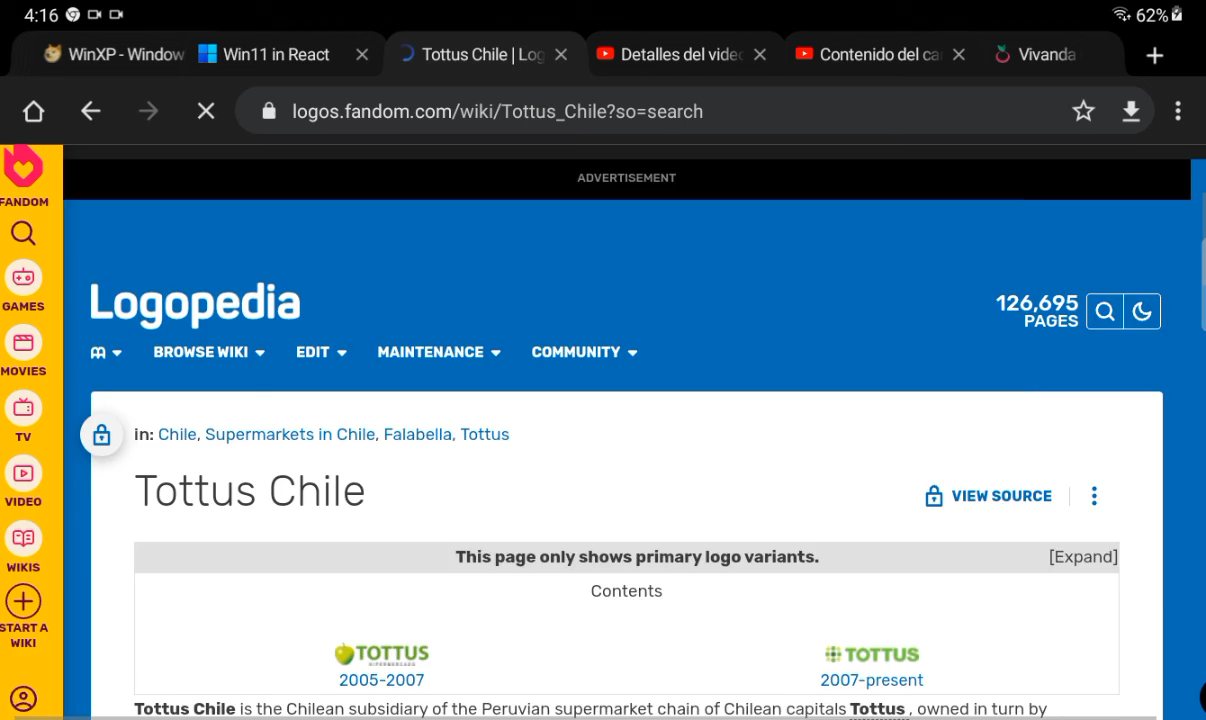 4:16 62%
WinXP - Window Win11 in React Tottus Chile | Log Detalles del vide Contenido del ca Vivanda
logos.fandom.com/wiki/Tottus_Chile?so=search
ADVERTISEMENT
FANDOM
GAMES
MOVIES
TV
VIDEO
WIKIS
START A
WIKI
Logopedia
126,695
PAGES
BROWSE WIKI EDIT MAINTENANCE COMMUNITY
in: Chile, Supermarkets in Chile, Falabella, Tottus
Tottus Chile
VIEW SOURCE
This page only shows primary logo variants. [Expand]
Contents
TOTTUS
HIPERMERCADO
2005-2007
TOTTUS
2007-present
Tottus Chile is the Chilean subsidiary of the Peruvian supermarket chain of Chilean capitals Tottus , owned in turn by